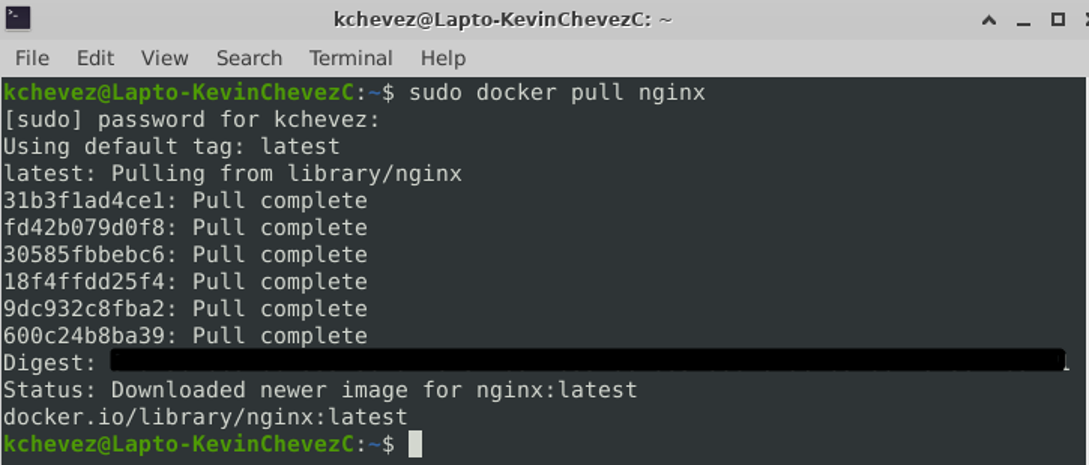 kchevez@Lapto-KevinChevezC: ~
File Edit View Search Terminal Help
kchevez@Lapto-KevinChevezC:~$ sudo docker pull nginx
[sudo] password for kchevez:
Using default tag: latest
latest: Pulling from library/nginx
31b3f1ad4ce1: Pull complete
fd42b079d0f8: Pull complete
30585fbbebc6: Pull complete
18f4ffdd25f4: Pull complete
9dc932c8fba2: Pull complete
600c24b8ba39: Pull complete
Digest:
Status: Downloaded newer image for nginx:latest
docker.io/library/nginx:latest
kchevez@Lapto-KevinChevezC:~$